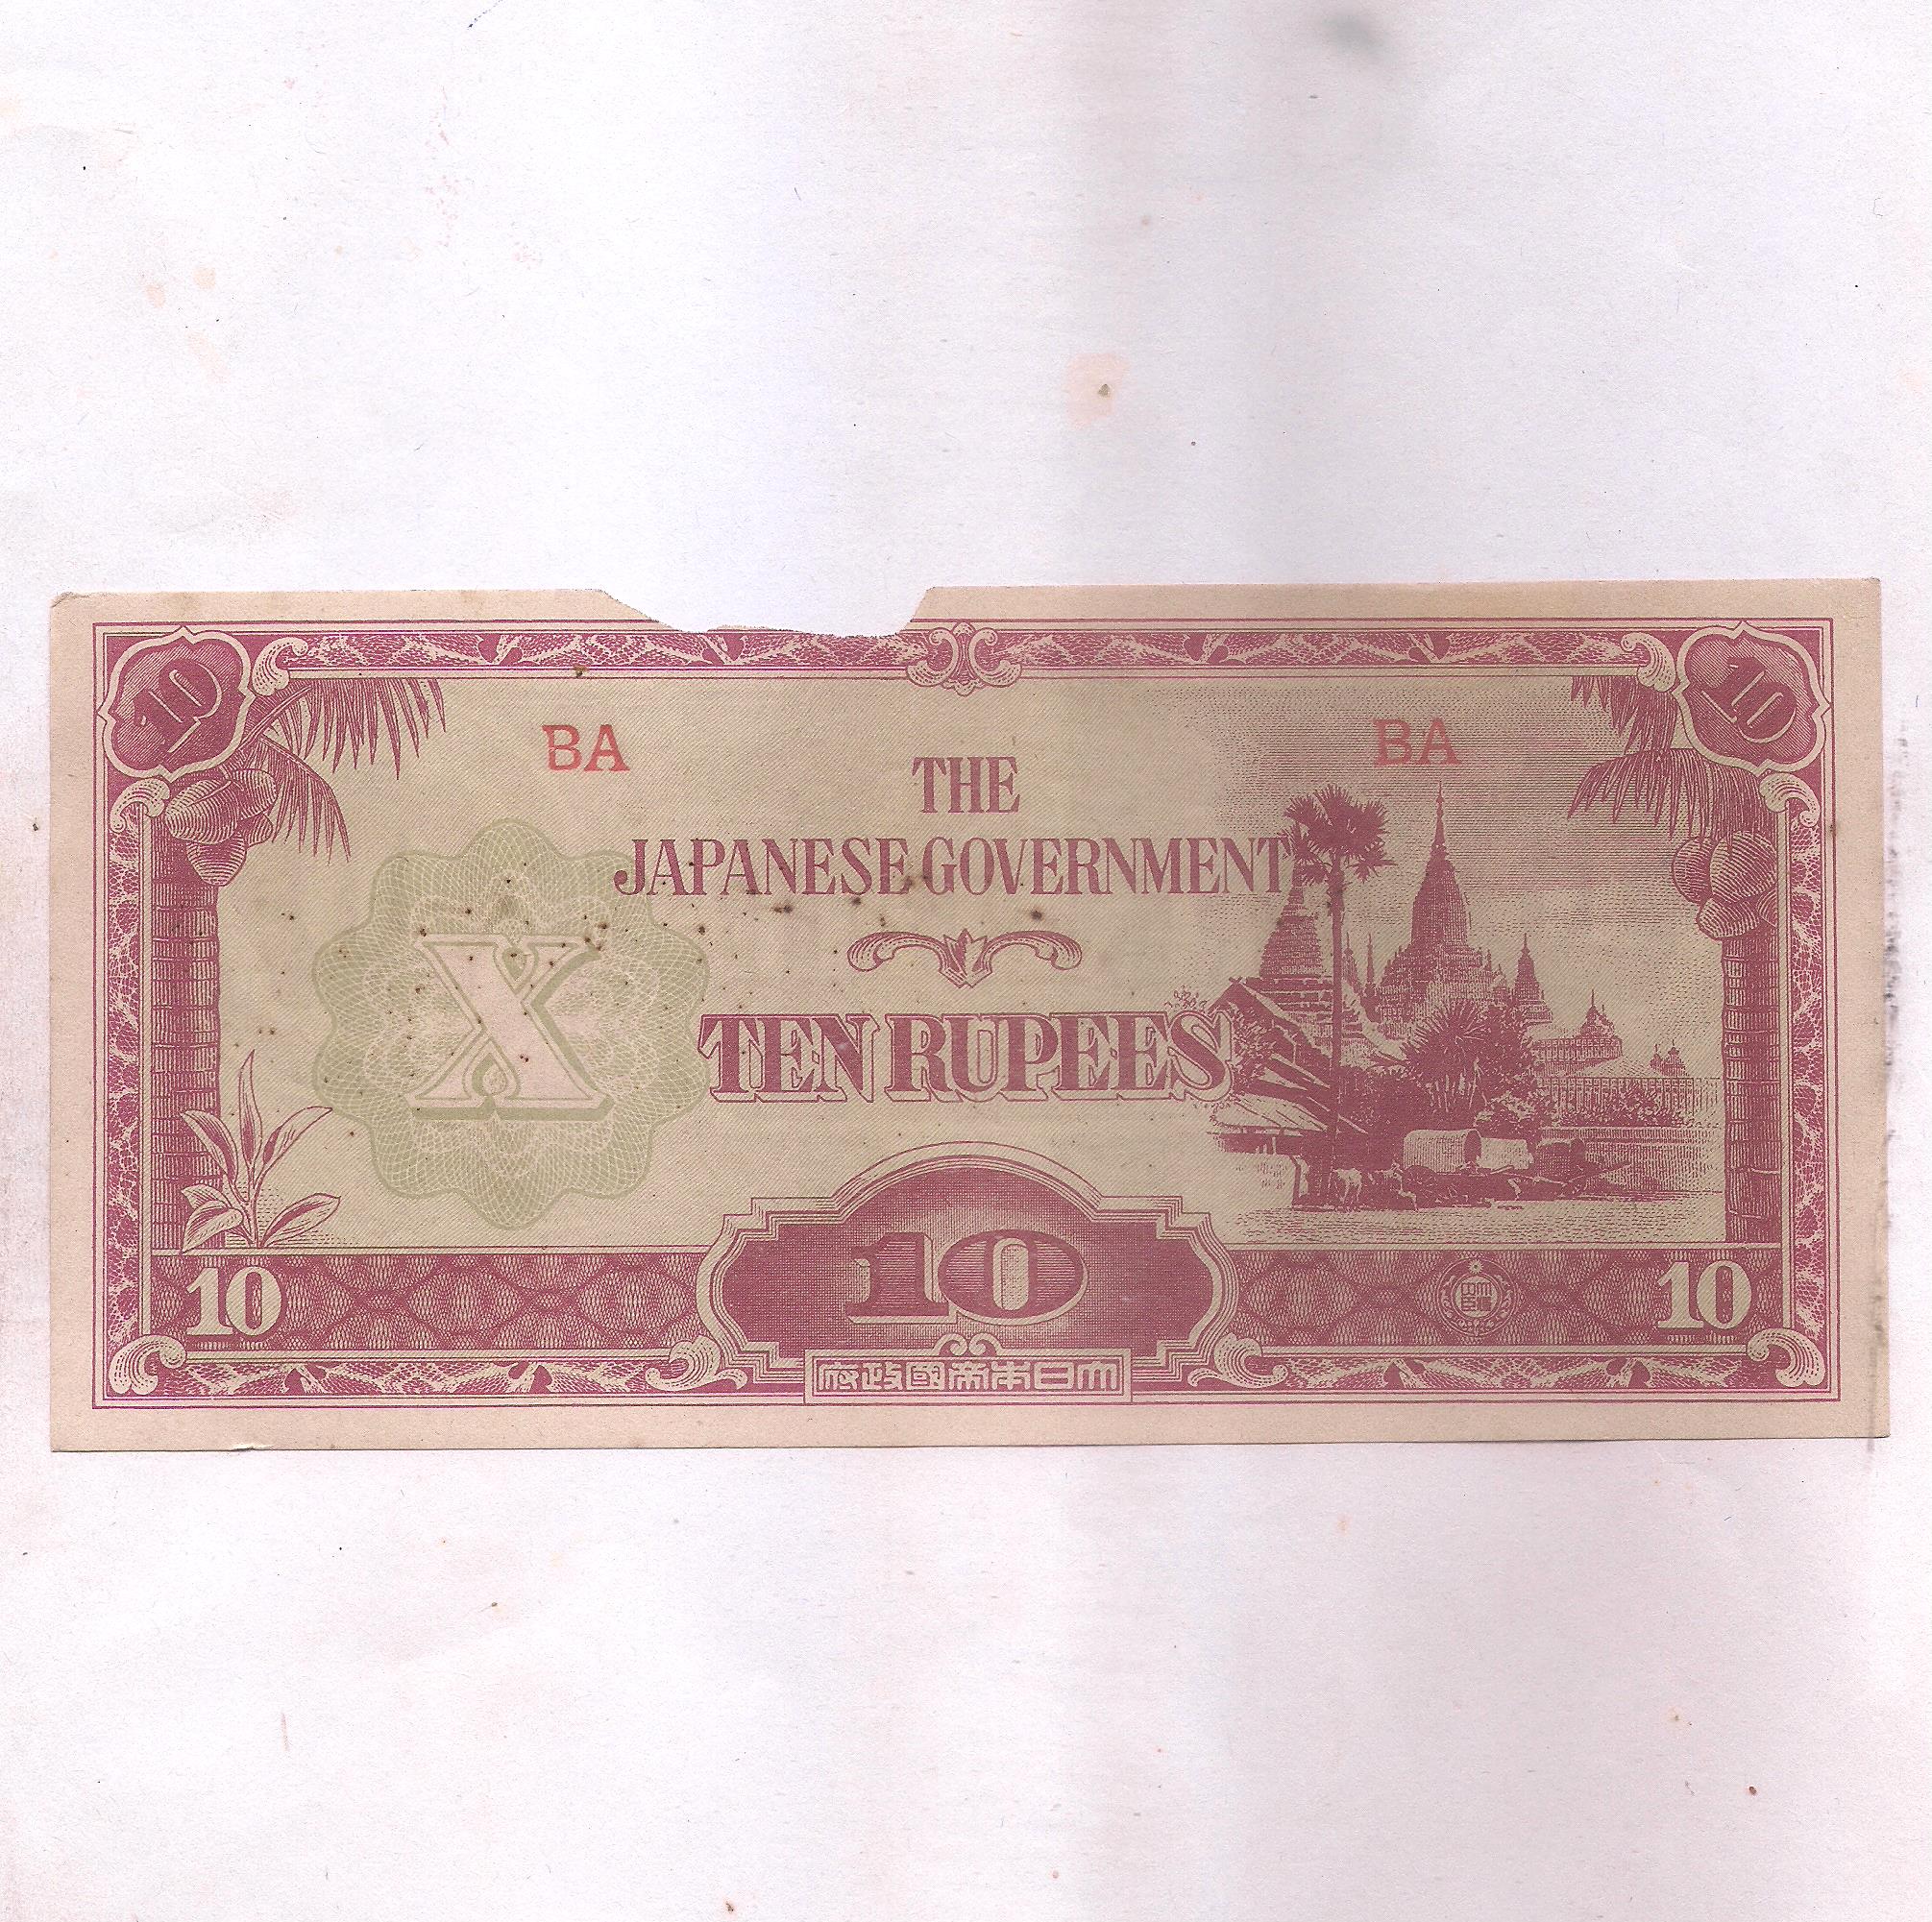 10 10
BA BA
THE
JAPANESE GOVERNMENT
X
TEN RUPEES
10 10 10
大日本帝國政府